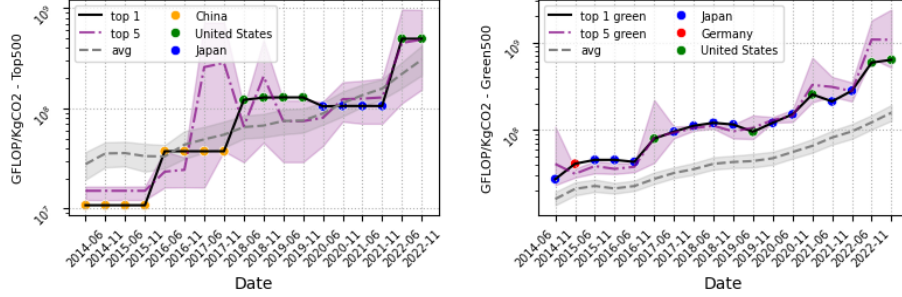 GFLOP/KgCO2 - Top500
10⁹
10⁸
10⁷
top 1
top 5
avg
China
United States
Japan
2014-06
2014-11
2015-06
2015-11
2016-06
2016-11
2017-06
2017-11
2018-06
2018-11
2019-06
2019-11
2020-06
2020-11
2021-06
2021-11
2022-06
2022-11
Date
GFLOP/KgCO2 - Green500
10⁹
10⁸
top 1 green
top 5 green
avg
Japan
Germany
United States
2014-06
2014-11
2015-06
2015-11
2016-06
2016-11
2017-06
2017-11
2018-06
2018-11
2019-06
2019-11
2020-06
2020-11
2021-06
2021-11
2022-06
2022-11
Date